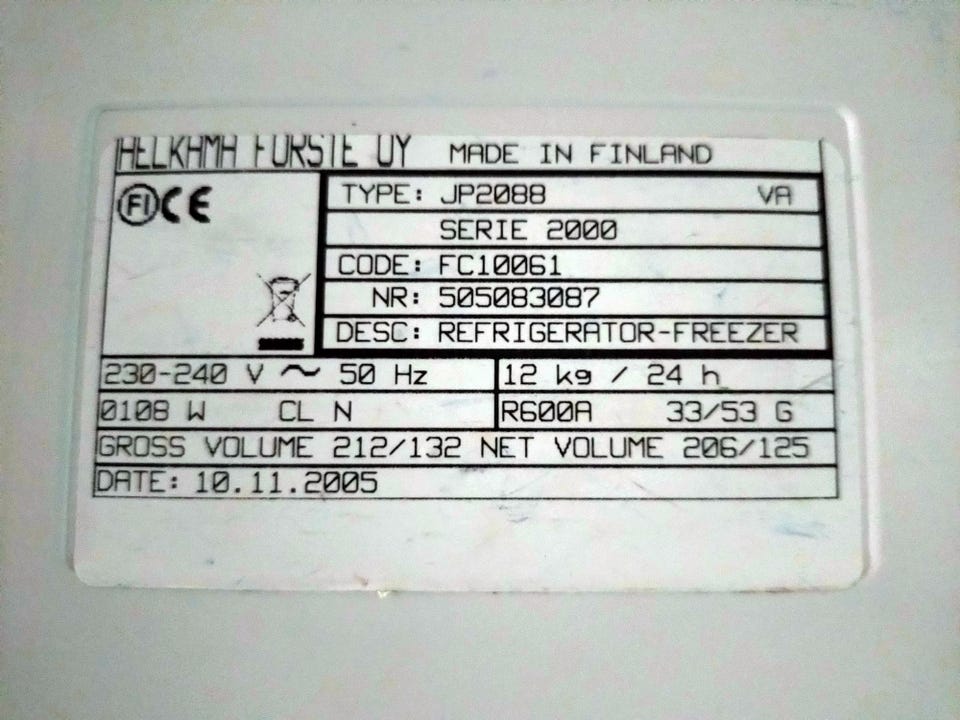 HELKAMA FORSTE OY MADE IN FINLAND
FI CE
TYPE: JP2088 VA
SERIE 2000
CODE: FC10061
NR: 505083087
DESC: REFRIGERATOR-FREEZER
230-240 V ~ 50 Hz 12 kg / 24 h
0108 W CL N R600A 33/53 G
GROSS VOLUME 212/132 NET VOLUME 206/125
DATE: 10.11.2005